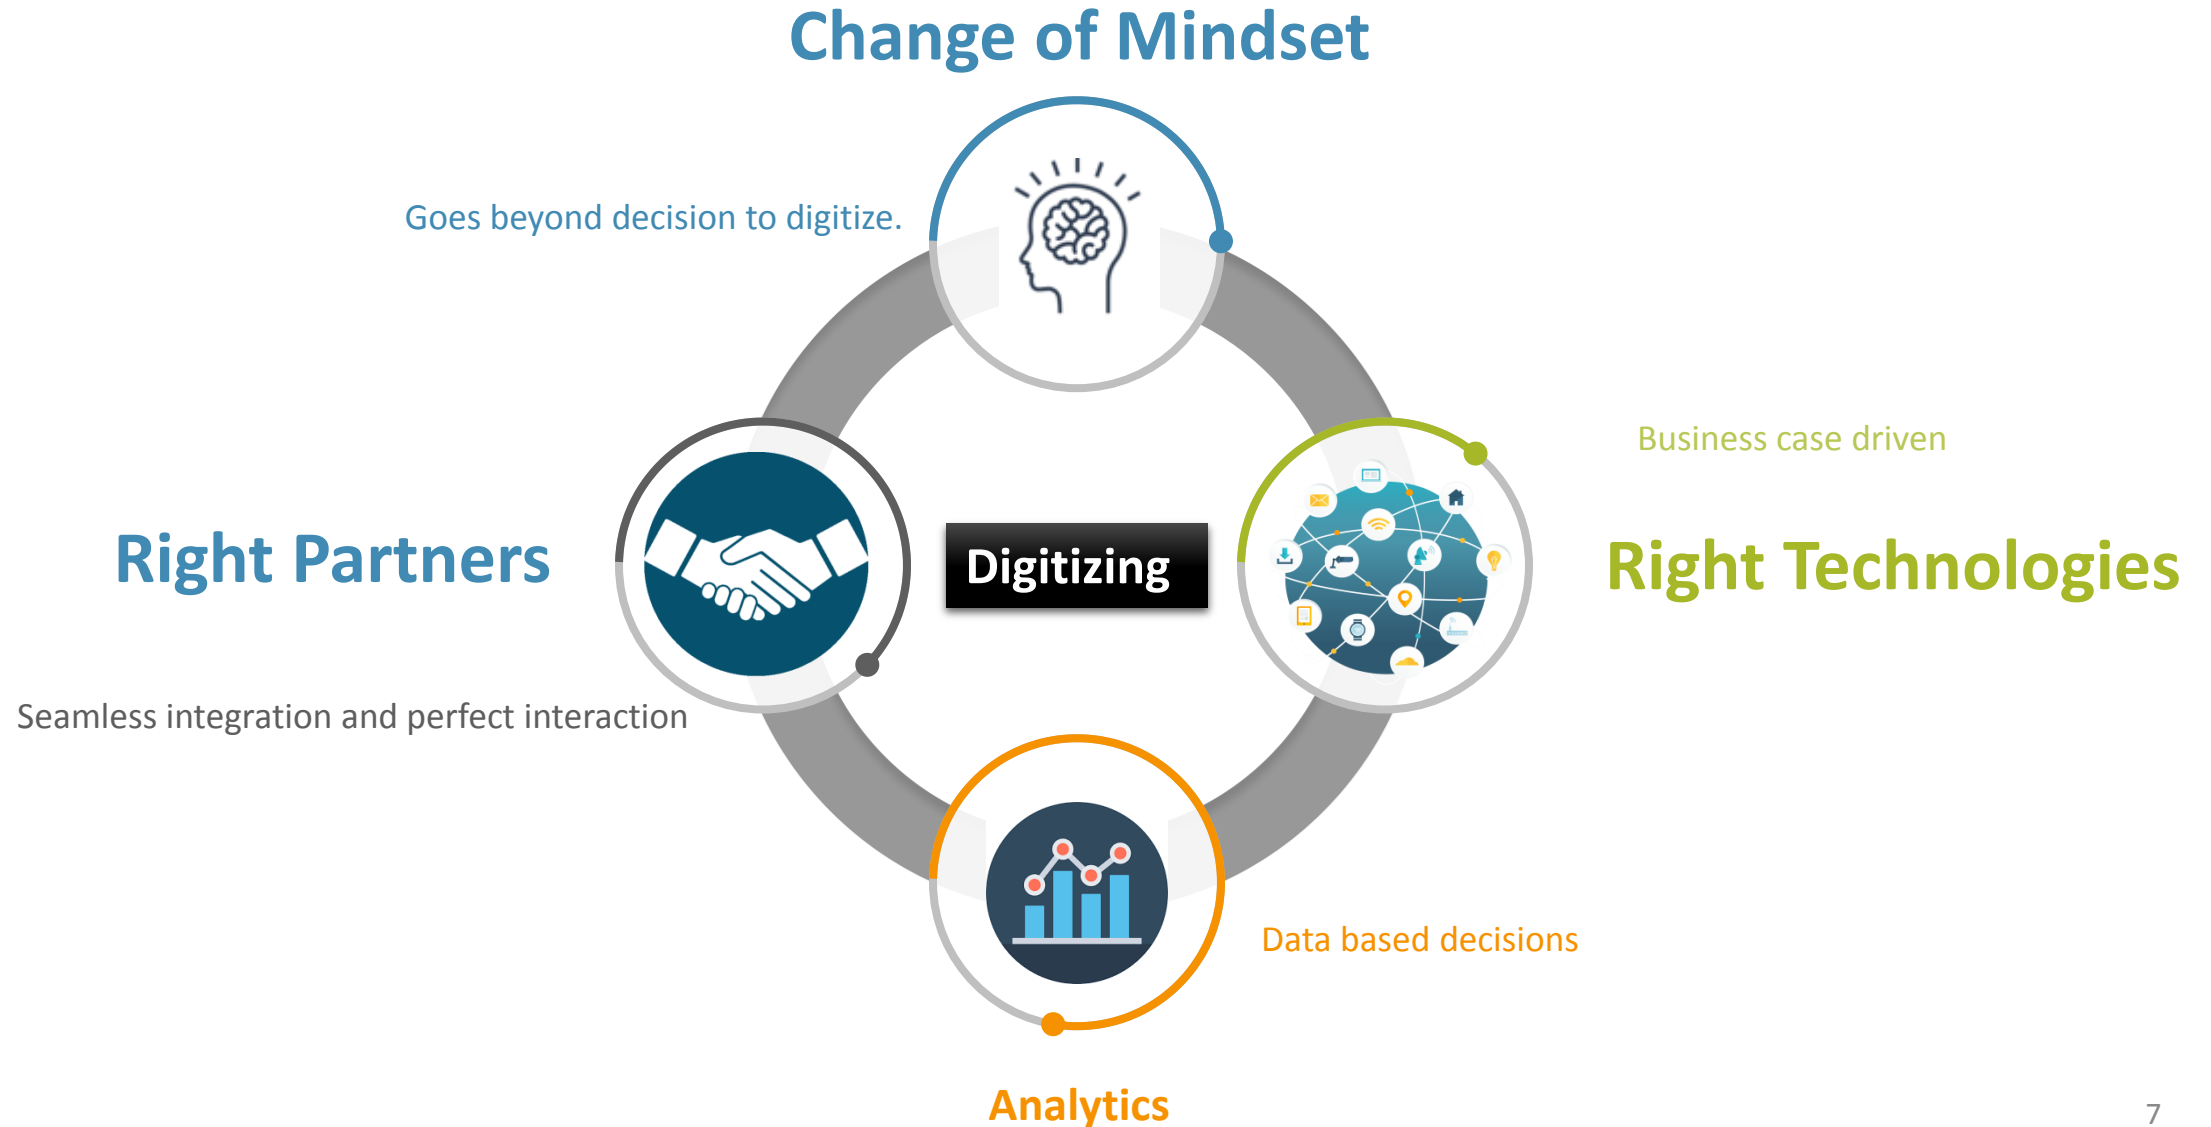 Change of Mindset
Goes beyond decision to digitize.
Business case driven
Right Partners
Digitizing
Right Technologies
Seamless integration and perfect interaction
Data based decisions
Analytics
7